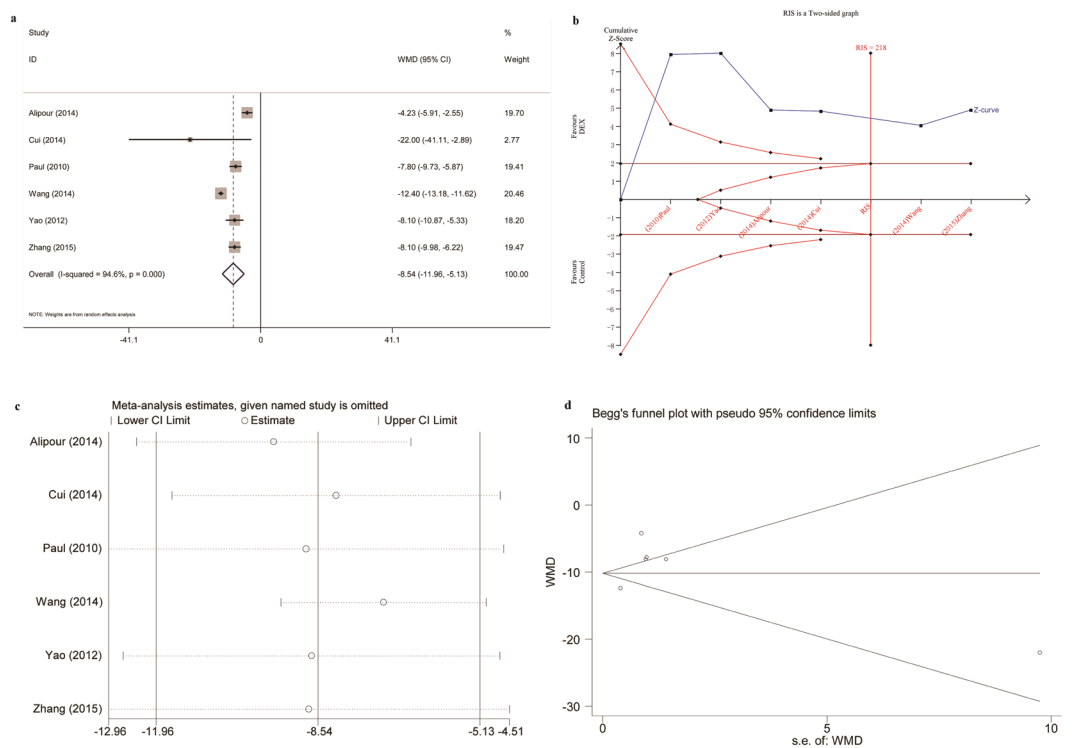 a
Study
%
ID
WMD (95% CI)
Weight
Alipour (2014)
-4.23 (-5.91, -2.55)
19.70
Cui (2014)
-22.00 (-41.11, -2.89)
2.77
Paul (2010)
-7.80 (-9.73, -5.87)
19.41
Wang (2014)
-12.40 (-13.18, -11.62)
20.46
Yao (2012)
-8.10 (-10.87, -5.33)
18.20
Zhang (2015)
-8.10 (-9.98, -6.22)
19.47
Overall (I-squared = 94.6%, p = 0.000)
-8.54 (-11.96, -5.13)
100.00
NOTE: Weights are from random effects analysis
-41.1
0
41.1
b
RIS is a Two-sided graph
Cumulative
Z-Score
RIS = 218
8
7
6
5
4
3
2
1
-1
-2
-3
-4
-5
-6
-7
-8
Favours
DEX
Favours
Control
Z-curve
(2010)Paul
(2012)Yao
(2014)Alipour
(2014)Cui
RIS
(2014)Wang
(2015)Zhang
c
Meta-analysis estimates, given named study is omitted
Lower CI Limit
Estimate
Upper CI Limit
Alipour (2014)
Cui (2014)
Paul (2010)
Wang (2014)
Yao (2012)
Zhang (2015)
-12.96
-11.96
-8.54
-5.13
-4.51
d
Begg's funnel plot with pseudo 95% confidence limits
WMD
10
0
-10
-20
-30
0
5
10
s.e. of: WMD